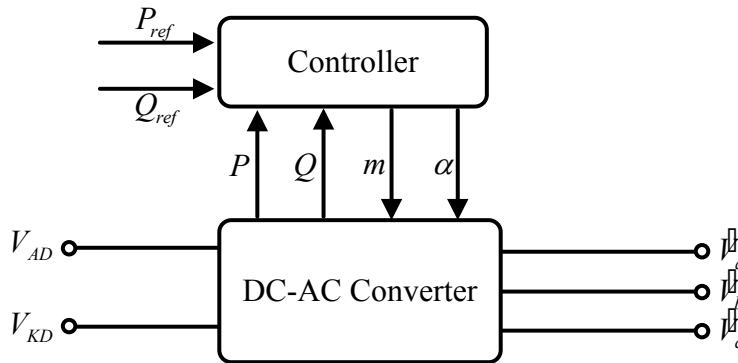 P_ref
Controller
Q_ref
P Q m α
V_AD
DC-AC Converter
V_KD